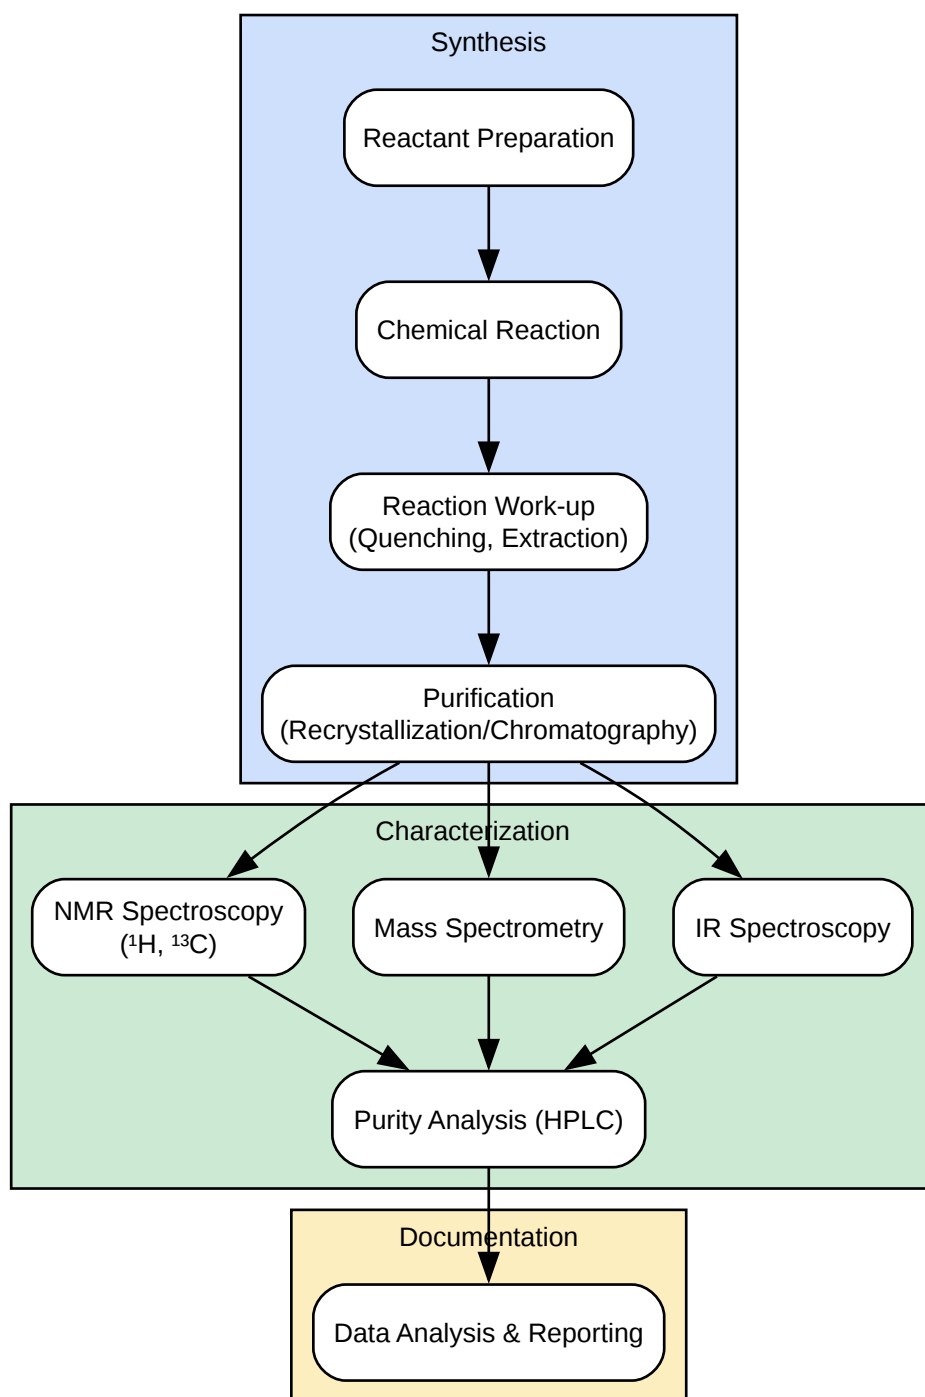 Synthesis
Reactant Preparation
Chemical Reaction
Reaction Work-up
(Quenching, Extraction)
Purification
(Recrystallization/Chromatography)
Characterization
NMR Spectroscopy
(¹H, ¹³C)
Mass Spectrometry
IR Spectroscopy
Purity Analysis (HPLC)
Documentation
Data Analysis & Reporting